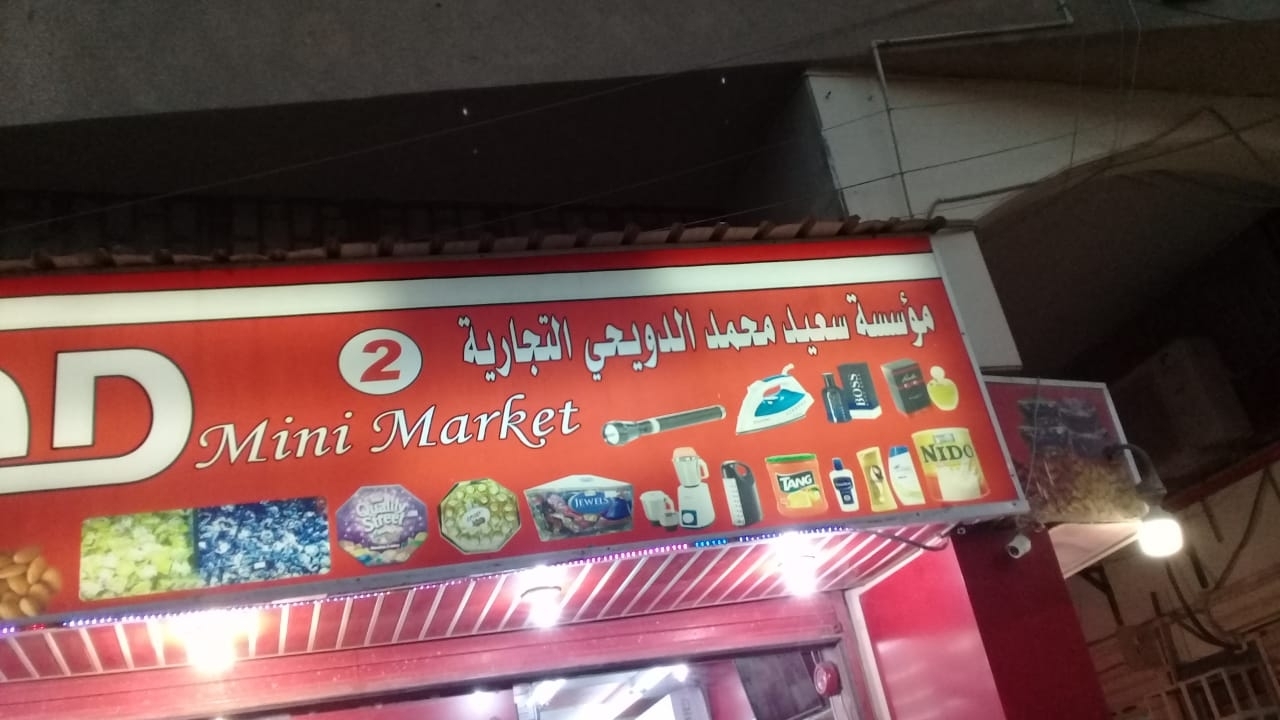 مؤسسة سعيد محمد الدويحي التجارية
2
Mini Market
BOSS
Quality Street
JEWELS
TANG
NIDO